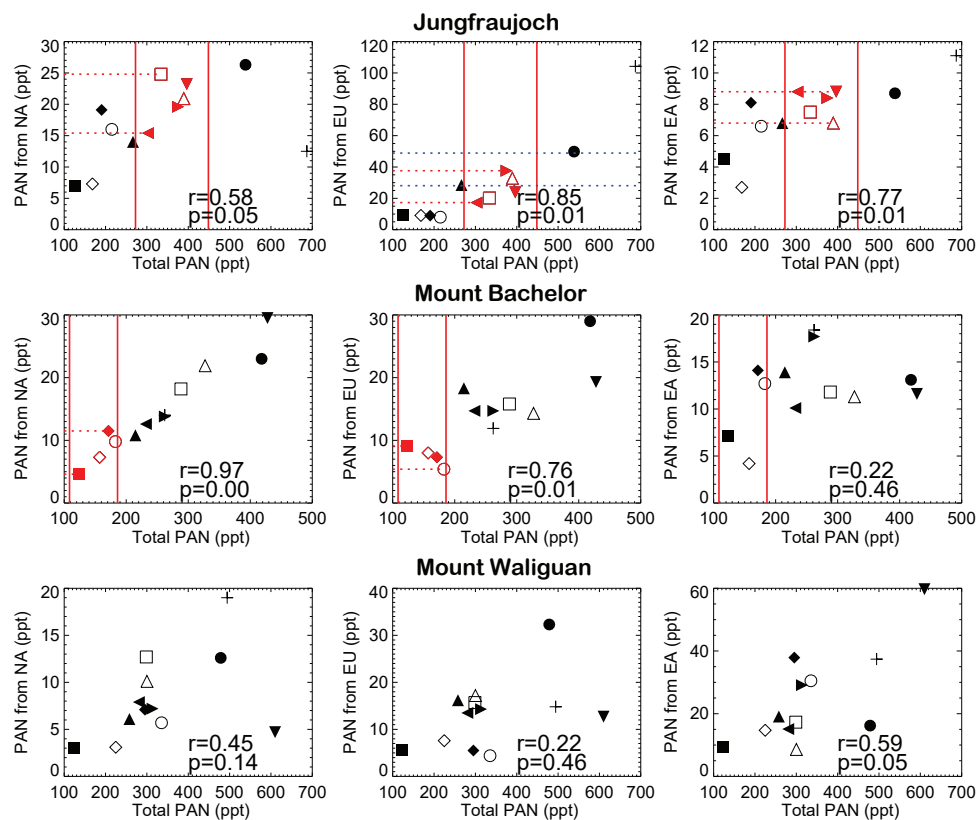 Jungfraujoch
30
25
20
15
10
5
0
PAN from NA (ppt)
r=0.58
p=0.05
100 200 300 400 500 600 700
Total PAN (ppt)
120
100
80
60
40
20
0
PAN from EU (ppt)
r=0.85
p=0.01
100 200 300 400 500 600 700
Total PAN (ppt)
12
10
8
6
4
2
0
PAN from EA (ppt)
r=0.77
p=0.01
100 200 300 400 500 600 700
Total PAN (ppt)
Mount Bachelor
30
20
10
0
PAN from NA (ppt)
r=0.97
p=0.00
100 200 300 400 500
Total PAN (ppt)
30
20
10
0
PAN from EU (ppt)
r=0.76
p=0.01
100 200 300 400 500
Total PAN (ppt)
20
15
10
5
0
PAN from EA (ppt)
r=0.22
p=0.46
100 200 300 400 500
Total PAN (ppt)
Mount Waliguan
20
15
10
5
0
PAN from NA (ppt)
r=0.45
p=0.14
100 200 300 400 500 600 700
Total PAN (ppt)
40
30
20
10
0
PAN from EU (ppt)
r=0.22
p=0.46
100 200 300 400 500 600 700
Total PAN (ppt)
60
40
20
0
PAN from EA (ppt)
r=0.59
p=0.05
100 200 300 400 500 600 700
Total PAN (ppt)